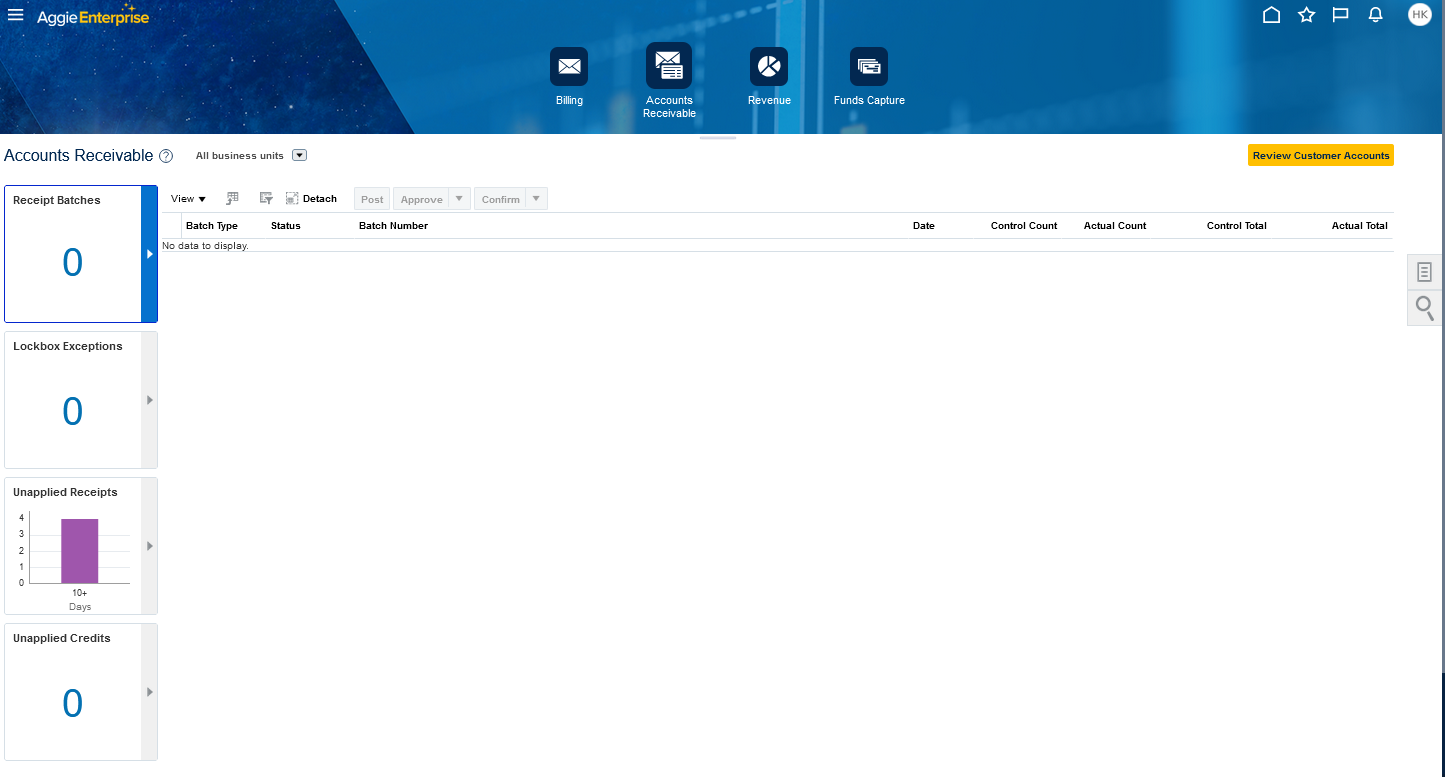 AggieEnterprise
HK
Billing
Accounts
Receivable
Revenue
Funds Capture
Accounts Receivable ?
All business units
Review Customer Accounts
Receipt Batches
0
View
Detach
Post
Approve
Confirm
Batch Type Status Batch Number Date Control Count Actual Count Control Total Actual Total
No data to display.
Lockbox Exceptions
0
Unapplied Receipts
4
3
2
1
0
10+
Days
Unapplied Credits
0